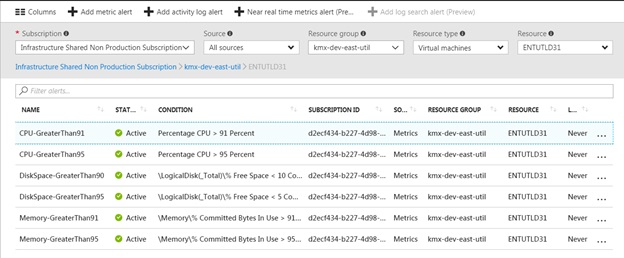 Columns Add metric alert Add activity log alert Near real time metrics alert (Pre... Add log search alert (Preview)
* Subscription Source Resource group Resource type Resource
Infrastructure Shared Non Production Subscription All sources kmx-dev-east-util Virtual machines ENTUTLD31
Infrastructure Shared Non Production Subscription > kmx-dev-east-util > ENTUTLD31
Filter alerts...
NAME STAT... CONDITION SUBSCRIPTION ID SO... RESOURCE GROUP RESOURCE L...
CPU-GreaterThan91 Active Percentage CPU > 91 Percent d2ecf434-b227-4d98-... Metrics kmx-dev-east-util ENTUTLD31 Never ...
CPU-GreaterThan95 Active Percentage CPU > 95 Percent d2ecf434-b227-4d98-... Metrics kmx-dev-east-util ENTUTLD31 Never ...
DiskSpace-GreaterThan90 Active \LogicalDisk(_Total)\% Free Space < 10 Co... d2ecf434-b227-4d98-... Metrics kmx-dev-east-util ENTUTLD31 Never ...
DiskSpace-GreaterThan95 Active \LogicalDisk(_Total)\% Free Space < 5 Cou... d2ecf434-b227-4d98-... Metrics kmx-dev-east-util ENTUTLD31 Never ...
Memory-GreaterThan91 Active \Memory\% Committed Bytes In Use > 91... d2ecf434-b227-4d98-... Metrics kmx-dev-east-util ENTUTLD31 Never ...
Memory-GreaterThan95 Active \Memory\% Committed Bytes In Use > 95... d2ecf434-b227-4d98-... Metrics kmx-dev-east-util ENTUTLD31 Never ...